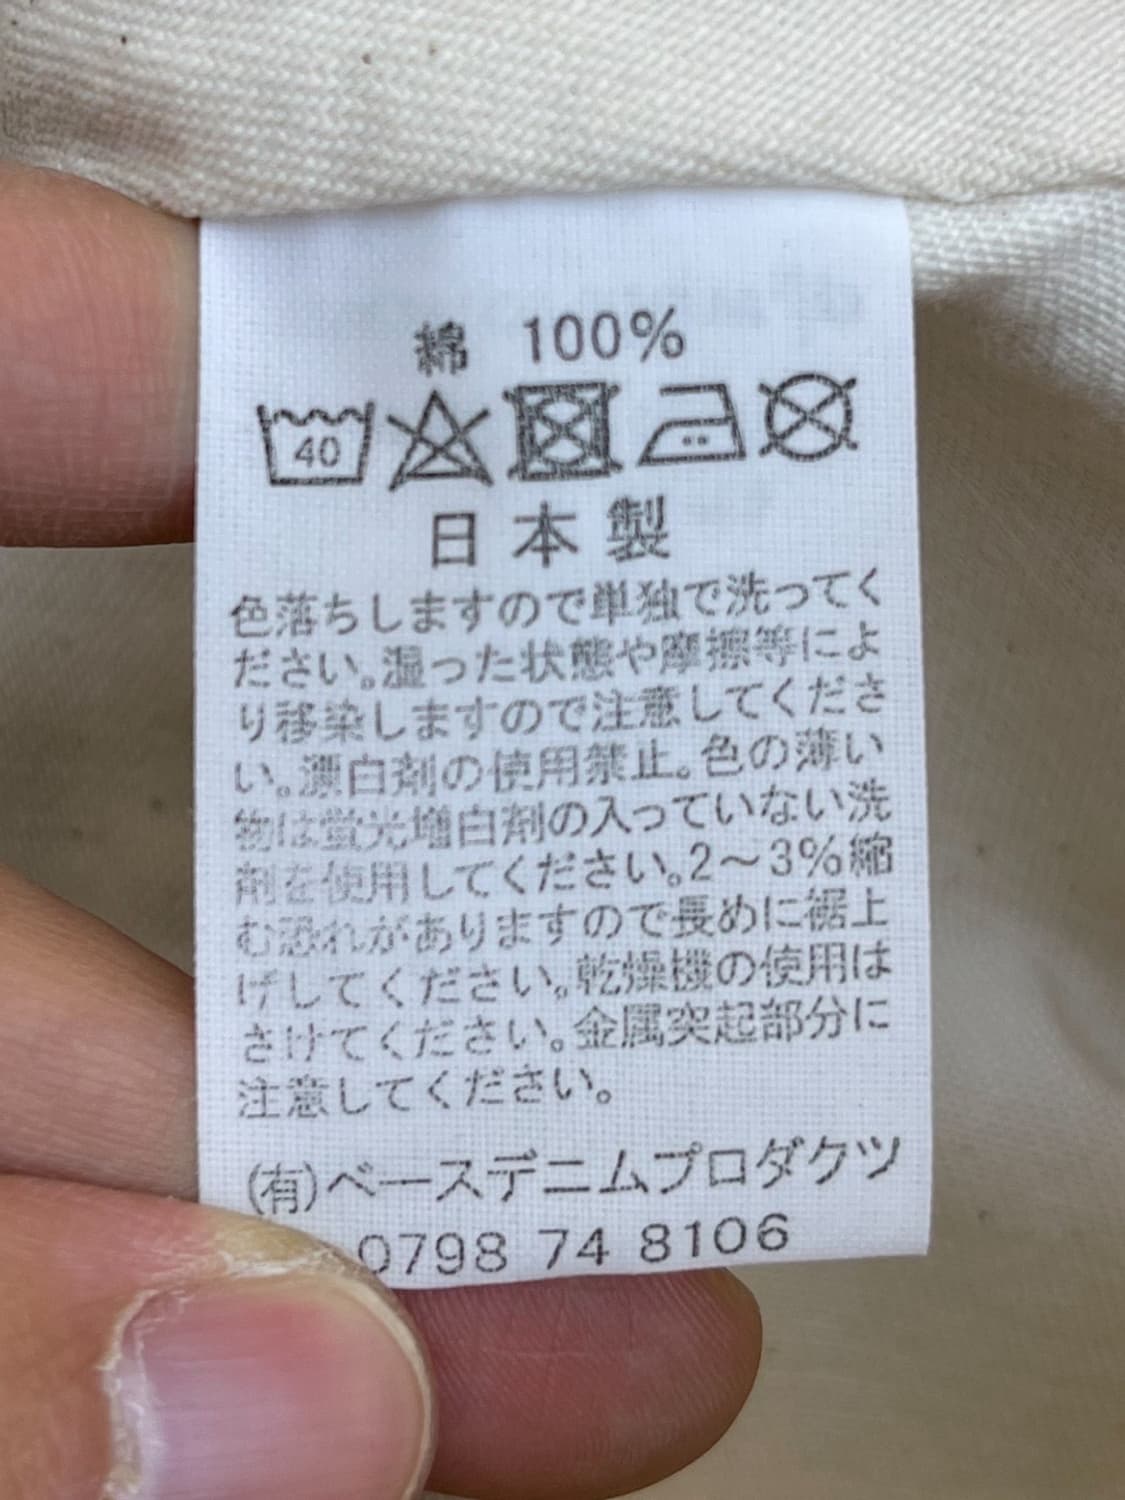 綿 100%
40
日本製
色落ちしますので単独で洗ってく
ださい。湿った状態や摩擦等によ
り移染しますので注意してくださ
い。漂白剤の使用禁止。色の薄い
物は蛍光増白剤の入っていない洗
剤を使用してください。2～3%縮
む恐れがありますので長めに裾上
げしてください。乾燥機の使用は
さけてください。金属突起部分に
注意してください。
(有)ベースデニムプロダクツ
0798 74 8106